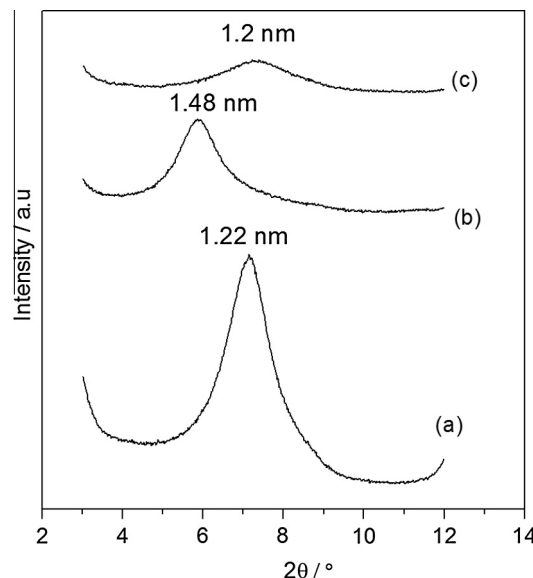 1.2 nm
(c)
1.48 nm
(b)
1.22 nm
(a)
Intensity / a.u
2 4 6 8 10 12 14
2θ / °